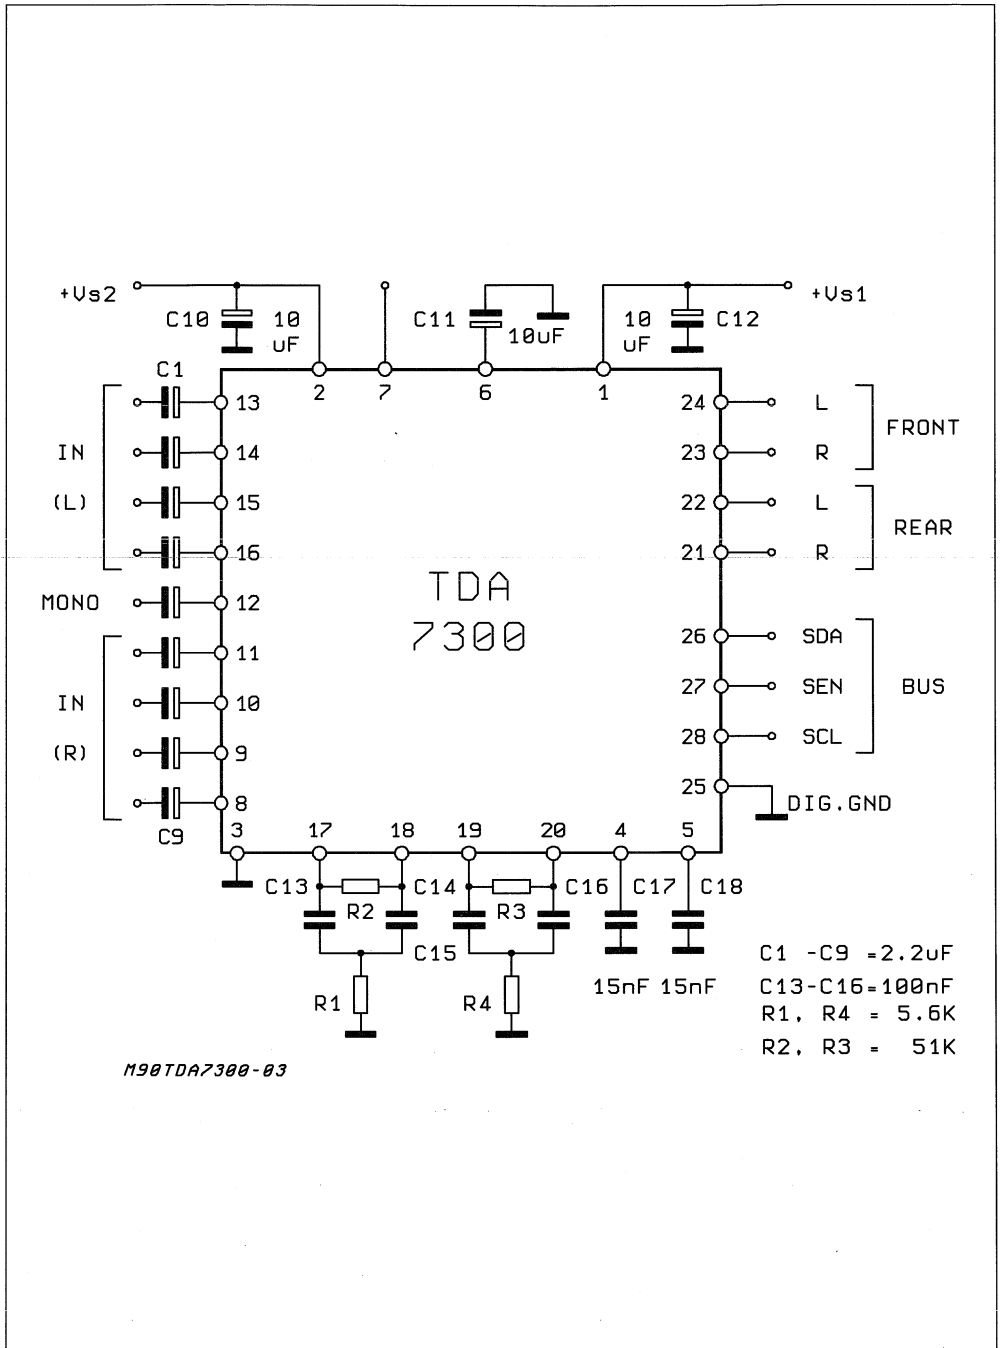 +Vs2
C10
10
uF
C11
10uF
10
uF
C12
+Vs1
C1
2
7
6
1
13
14
15
16
12
11
10
9
8
IN
(L)
MONO
IN
(R)
C9
TDA
7300
24
L
23
R
FRONT
22
L
21
R
REAR
26
SDA
27
SEN
28
SCL
BUS
25
DIG.GND
3
17
18
19
20
4
5
C13
C14
C16
C17
C18
R2
R3
C15
15nF
15nF
R1
R4
C1 -C9 =2.2uF
C13-C16=100nF
R1, R4 = 5.6K
R2, R3 = 51K
M90TDA7300-03